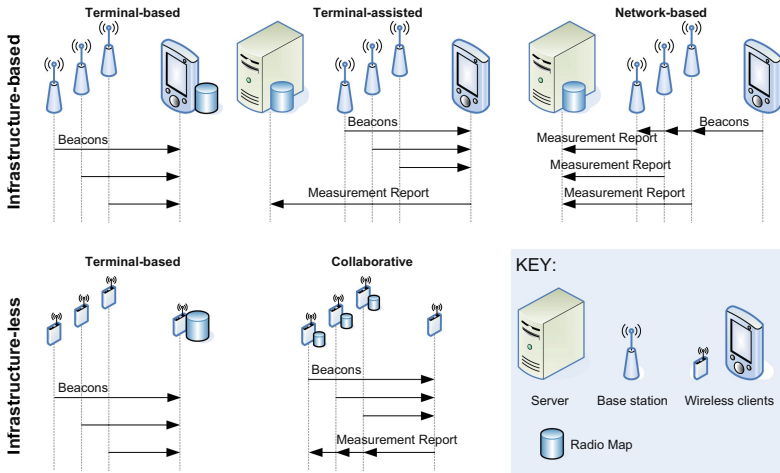 Terminal-based
Terminal-assisted
Network-based
Infrastructure-based
Beacons
Beacons
Beacons
Measurement Report
Measurement Report
Measurement Report
Measurement Report
Terminal-based
Collaborative
Infrastructure-less
Beacons
Beacons
Measurement Report
KEY:
Server
Base station
Wireless clients
Radio Map